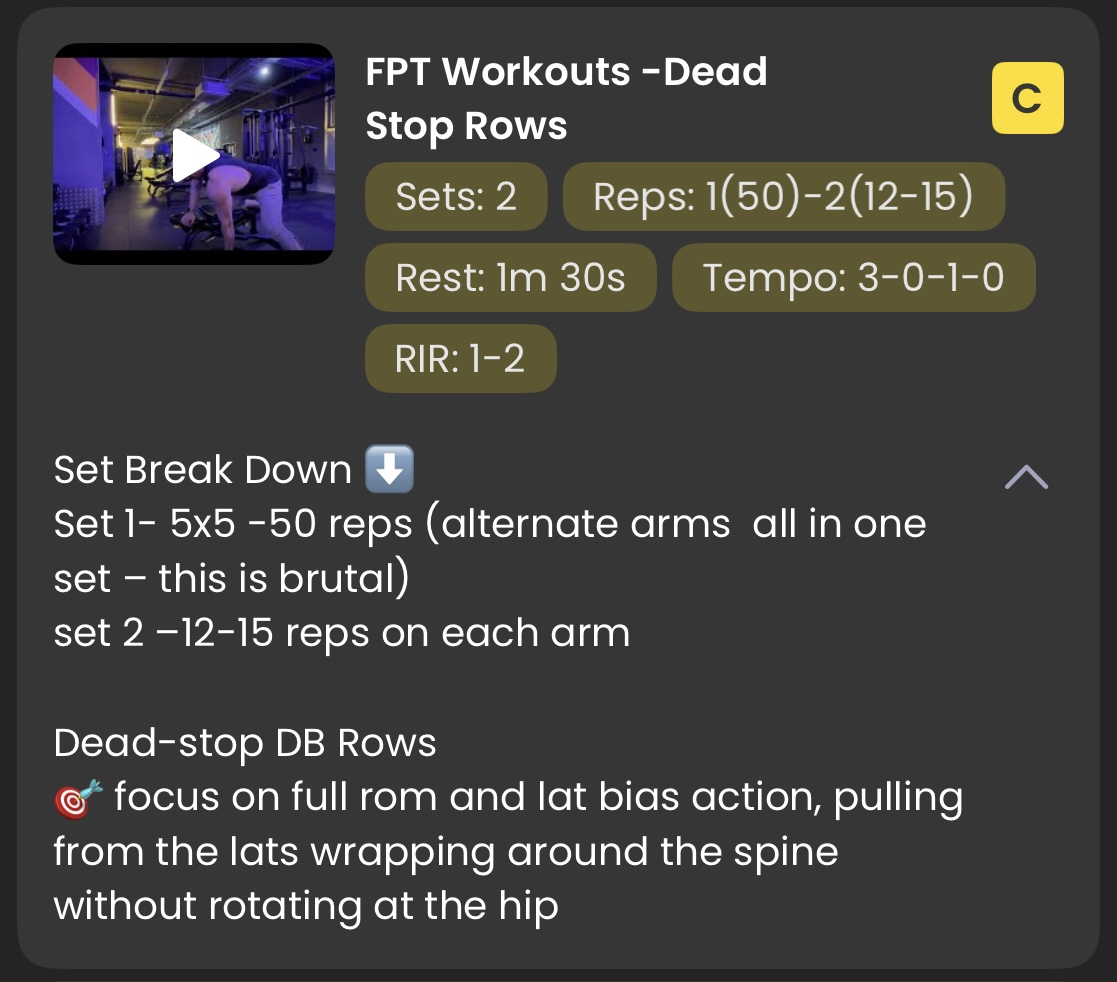 FPT Workouts -Dead
Stop Rows
C
Sets: 2
Reps: 1(50)-2(12-15)
Rest: 1m 30s
Tempo: 3-0-1-0
RIR: 1-2
Set Break Down ⬇️
Set 1- 5x5 -50 reps (alternate arms  all in one
set – this is brutal)
set 2 –12-15 reps on each arm
Dead-stop DB Rows
🎯 focus on full rom and lat bias action, pulling
from the lats wrapping around the spine
without rotating at the hip